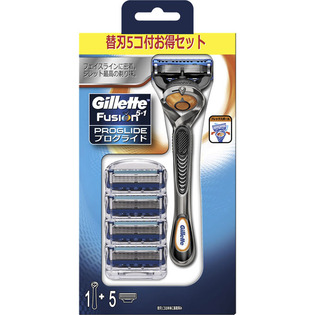 替刃5コ付お得セット
フェイスラインに密着。
ジレット最高の剃り味。
Gillette
Fusion 5+1
PROGLIDE
プログライド
1 + 5